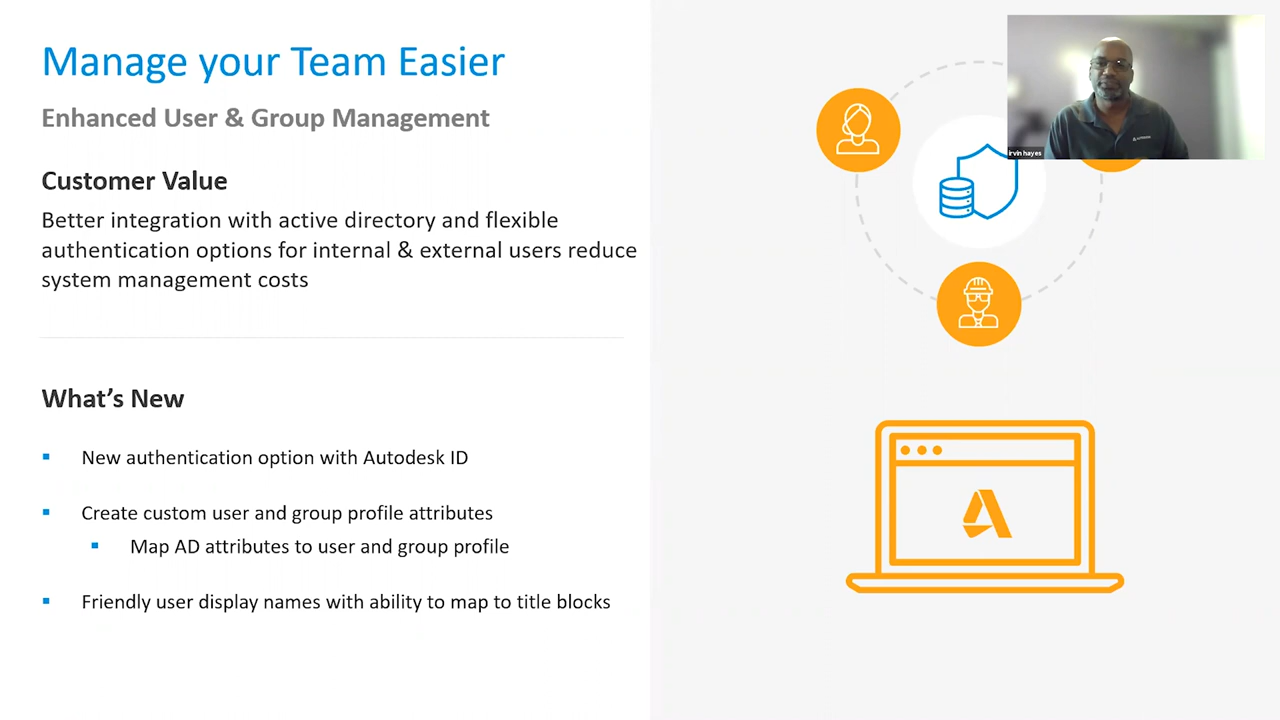 Manage your Team Easier
Enhanced User & Group Management
Customer Value
Better integration with active directory and flexible
authentication options for internal & external users reduce
system management costs
What's New
New authentication option with Autodesk ID
Create custom user and group profile attributes
Map AD attributes to user and group profile
Friendly user display names with ability to map to title blocks
irvin hayes